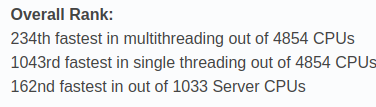 Overall Rank:
234th fastest in multithreading out of 4854 CPUs
1043rd fastest in single threading out of 4854 CPUs
162nd fastest in out of 1033 Server CPUs